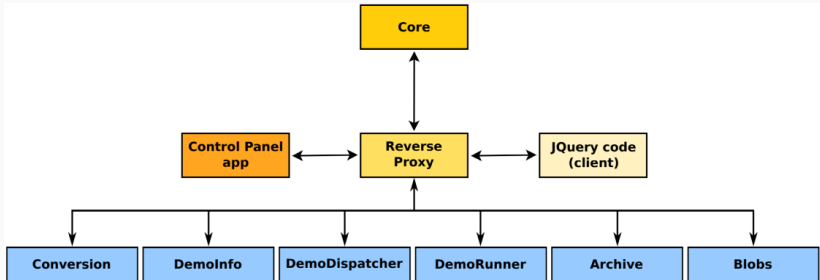 Core
Control Panel
app
Reverse
Proxy
JQuery code
(client)
Conversion
DemoInfo
DemoDispatcher
DemoRunner
Archive
Blobs